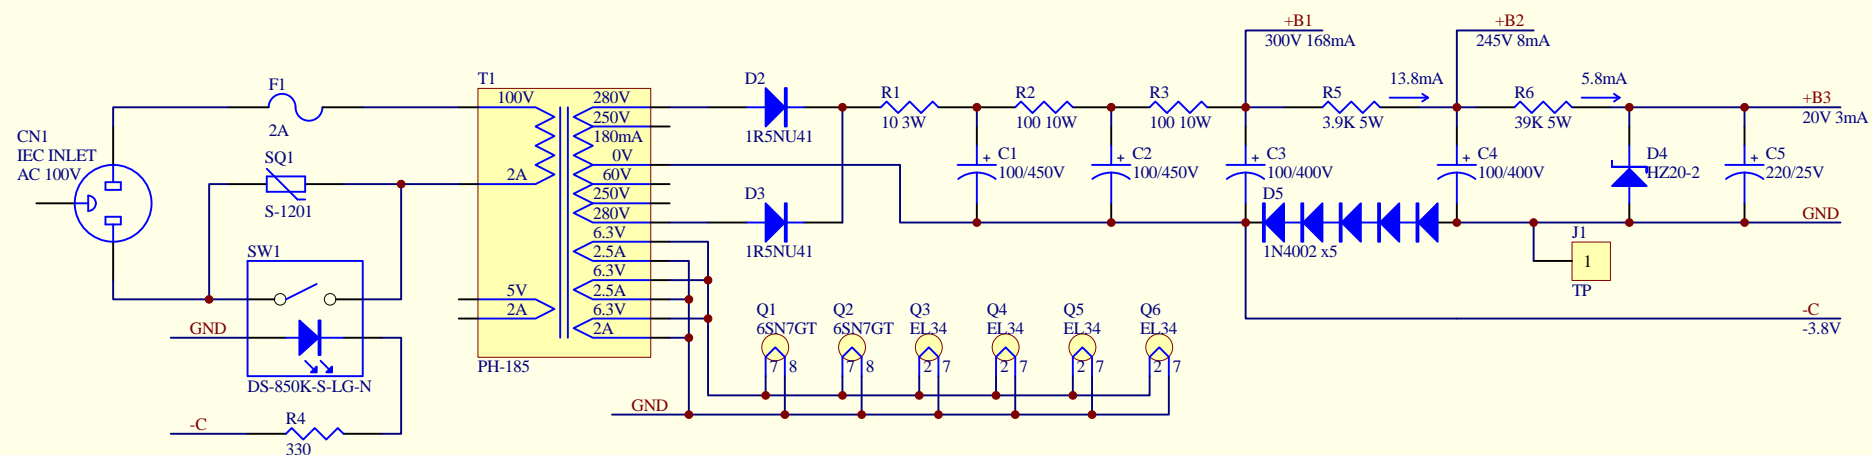 +B1
300V 168mA
+B2
245V 8mA
F1
2A
T1
100V
2A
5V
2A
280V
250V
180mA
0V
60V
250V
280V
6.3V
2.5A
6.3V
2.5A
6.3V
2A
PH-185
D2
1R5NU41
D3
1R5NU41
R1
10 3W
R2
100 10W
R3
100 10W
R5
3.9K 5W
13.8mA
R6
39K 5W
5.8mA
+B3
20V 3mA
CN1
IEC INLET
AC 100V
SQ1
S-1201
C1
100/450V
C2
100/450V
C3
100/400V
C4
100/400V
D4
HZ20-2
C5
220/25V
D5
1N4002 x5
GND
J1
1
TP
-C
-3.8V
SW1
GND
DS-850K-S-LG-N
-C
R4
330
Q1
6SN7GT
7 8
Q2
6SN7GT
7 8
Q3
EL34
2 7
Q4
EL34
2 7
Q5
EL34
2 7
Q6
EL34
2 7
GND